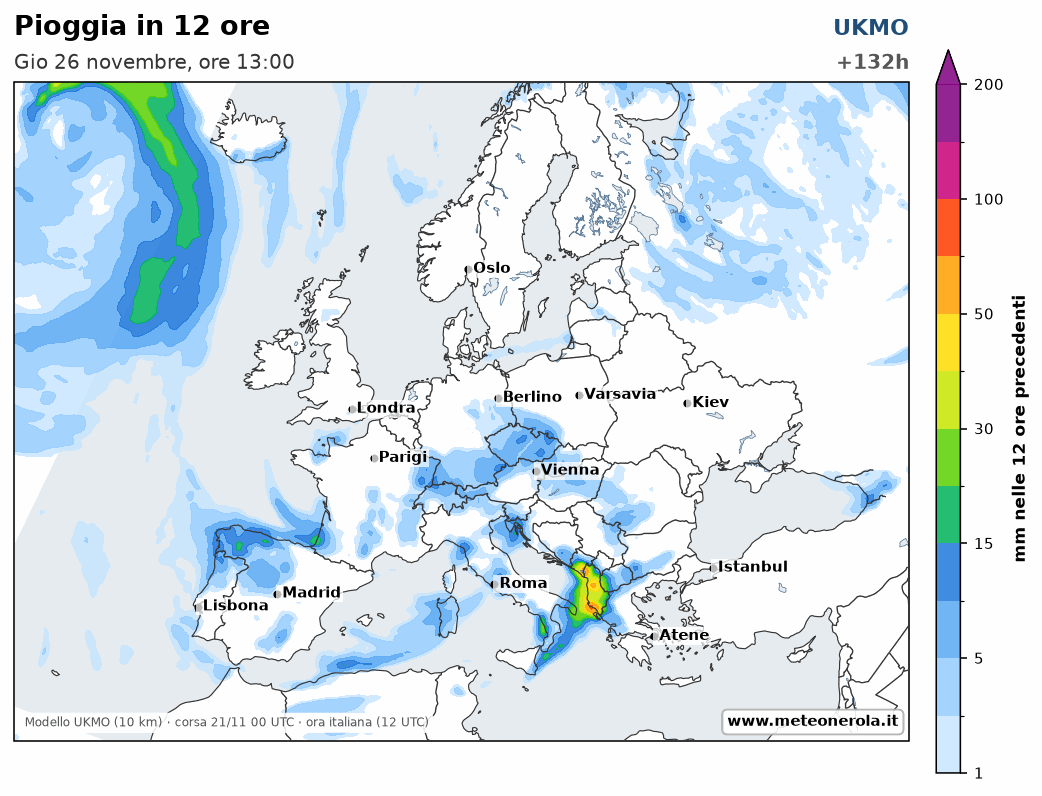 Pioggia in 12 ore
UKMO
Gio 26 novembre, ore 13:00
+132h
200
100
50
30
15
5
1
mm nelle 12 ore precedenti
Oslo
Berlino
Varsavia
Kiev
Londra
Parigi
Vienna
Istanbul
Roma
Madrid
Lisbona
Atene
Modello UKMO (10 km) · corsa 21/11 00 UTC · ora italiana (12 UTC)
www.meteonerola.it